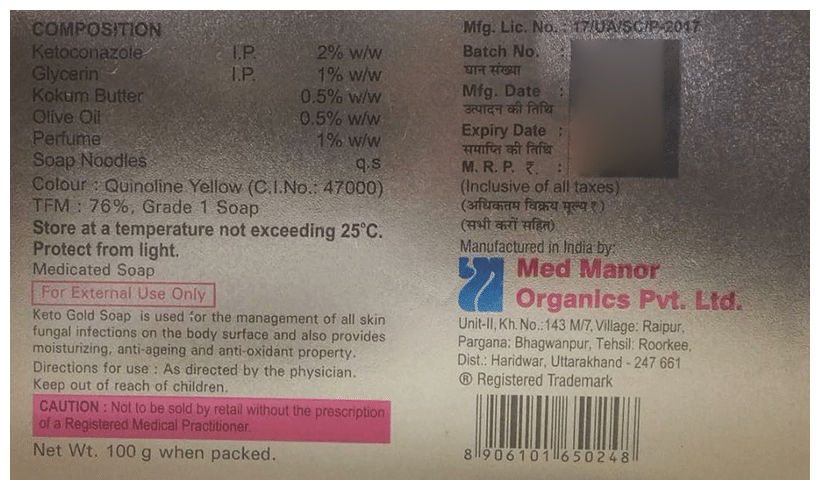 COMPOSITION
Ketoconazole I.P. 2% w/w
Glycerin I.P. 1% w/w
Kokum Butter 0.5% w/w
Olive Oil 0.5% w/w
Perfume 1% w/w
Soap Noodles q.s
Colour : Quinoline Yellow (C.I.No.: 47000)
TFM : 76%, Grade 1 Soap
Store at a temperature not exceeding 25°C.
Protect from light.
Medicated Soap
For External Use Only
Keto Gold Soap is used for the management of all skin
fungal infections on the body surface and also provides
moisturizing, anti-ageing and anti-oxidant property.
Directions for use : As directed by the physician.
Keep out of reach of children.
CAUTION : Not to be sold by retail without the prescription
of a Registered Medical Practitioner.
Net Wt. 100 g when packed.
Mfg. Lic. No. : 17/UA/SC/P-2017
Batch No. :
घान संख्या
Mfg. Date :
उत्पादन की तिथि
Expiry Date :
समाप्ति की तिथि
M. R. P. ₹. :
(Inclusive of all taxes)
(अधिकतम विक्रय मूल्य ₹)
(सभी करों सहित)
Manufactured in India by:
Med Manor
Organics Pvt. Ltd.
Unit-II, Kh. No.: 143 M/7, Village: Raipur,
Pargana: Bhagwanpur, Tehsil: Roorkee,
Dist.: Haridwar, Uttarakhand - 247 661
® Registered Trademark
8 906101 650248